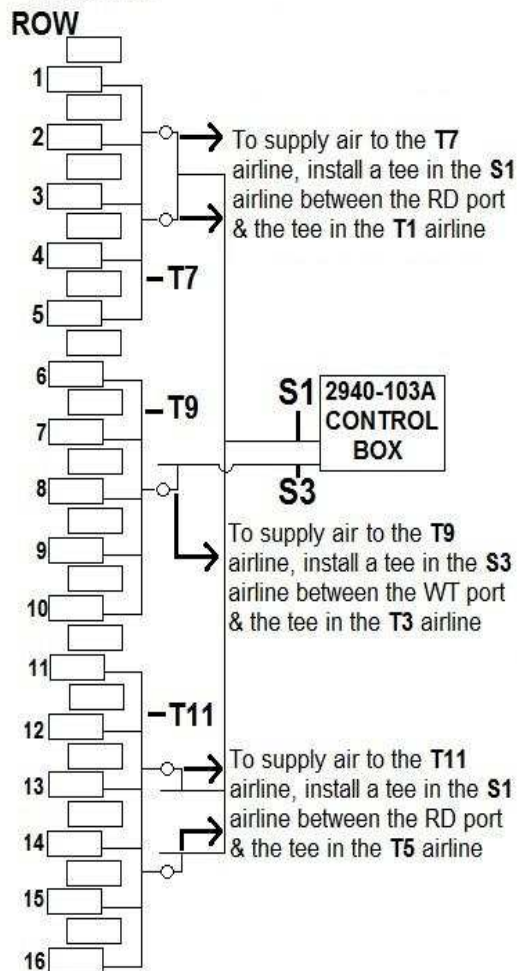 ROW
1
2
To supply air to the T7
airline, install a tee in the S1
3
airline between the RD port
& the tee in the T1 airline
4
T7
5
6
S1
2940-103A
CONTROL
BOX
T9
7
8
S3
To supply air to the T9
airline, install a tee in the S3
9
airline between the WT port
10
& the tee in the T3 airline
11
T11
12
To supply air to the T11
13
airline, install a tee in the S1
airline between the RD port
14
& the tee in the T5 airline
15
16